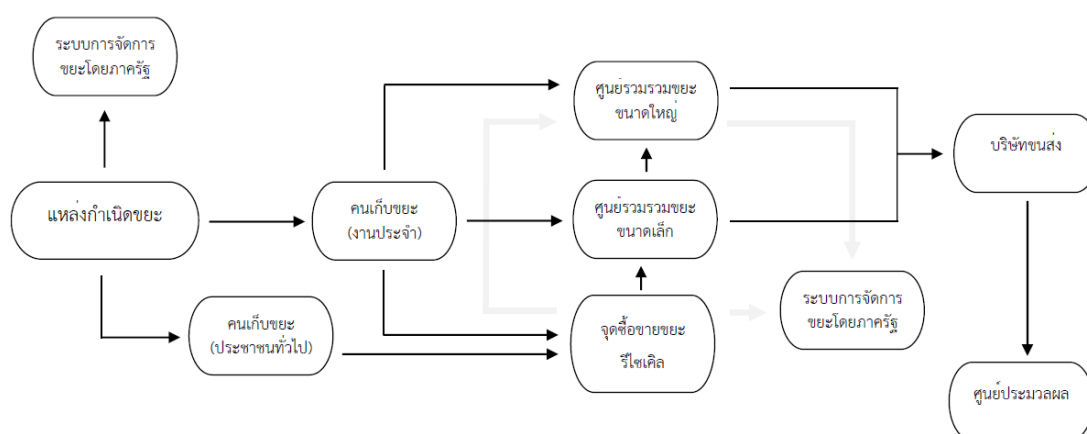 ระบบการจัดการ
ขยะโดยภาครัฐ
แหล่งกำเนิดขยะ
คนเก็บขยะ
(งานประจำ)
คนเก็บขยะ
(ประชาชนทั่วไป)
ศูนย์รวมรวมขยะ
ขนาดใหญ่
ศูนย์รวมรวมขยะ
ขนาดเล็ก
จุดซื้อขายขยะ
รีไซเคิล
ระบบการจัดการ
ขยะโดยภาครัฐ
บริษัทขนส่ง
ศูนย์ประมวลผล